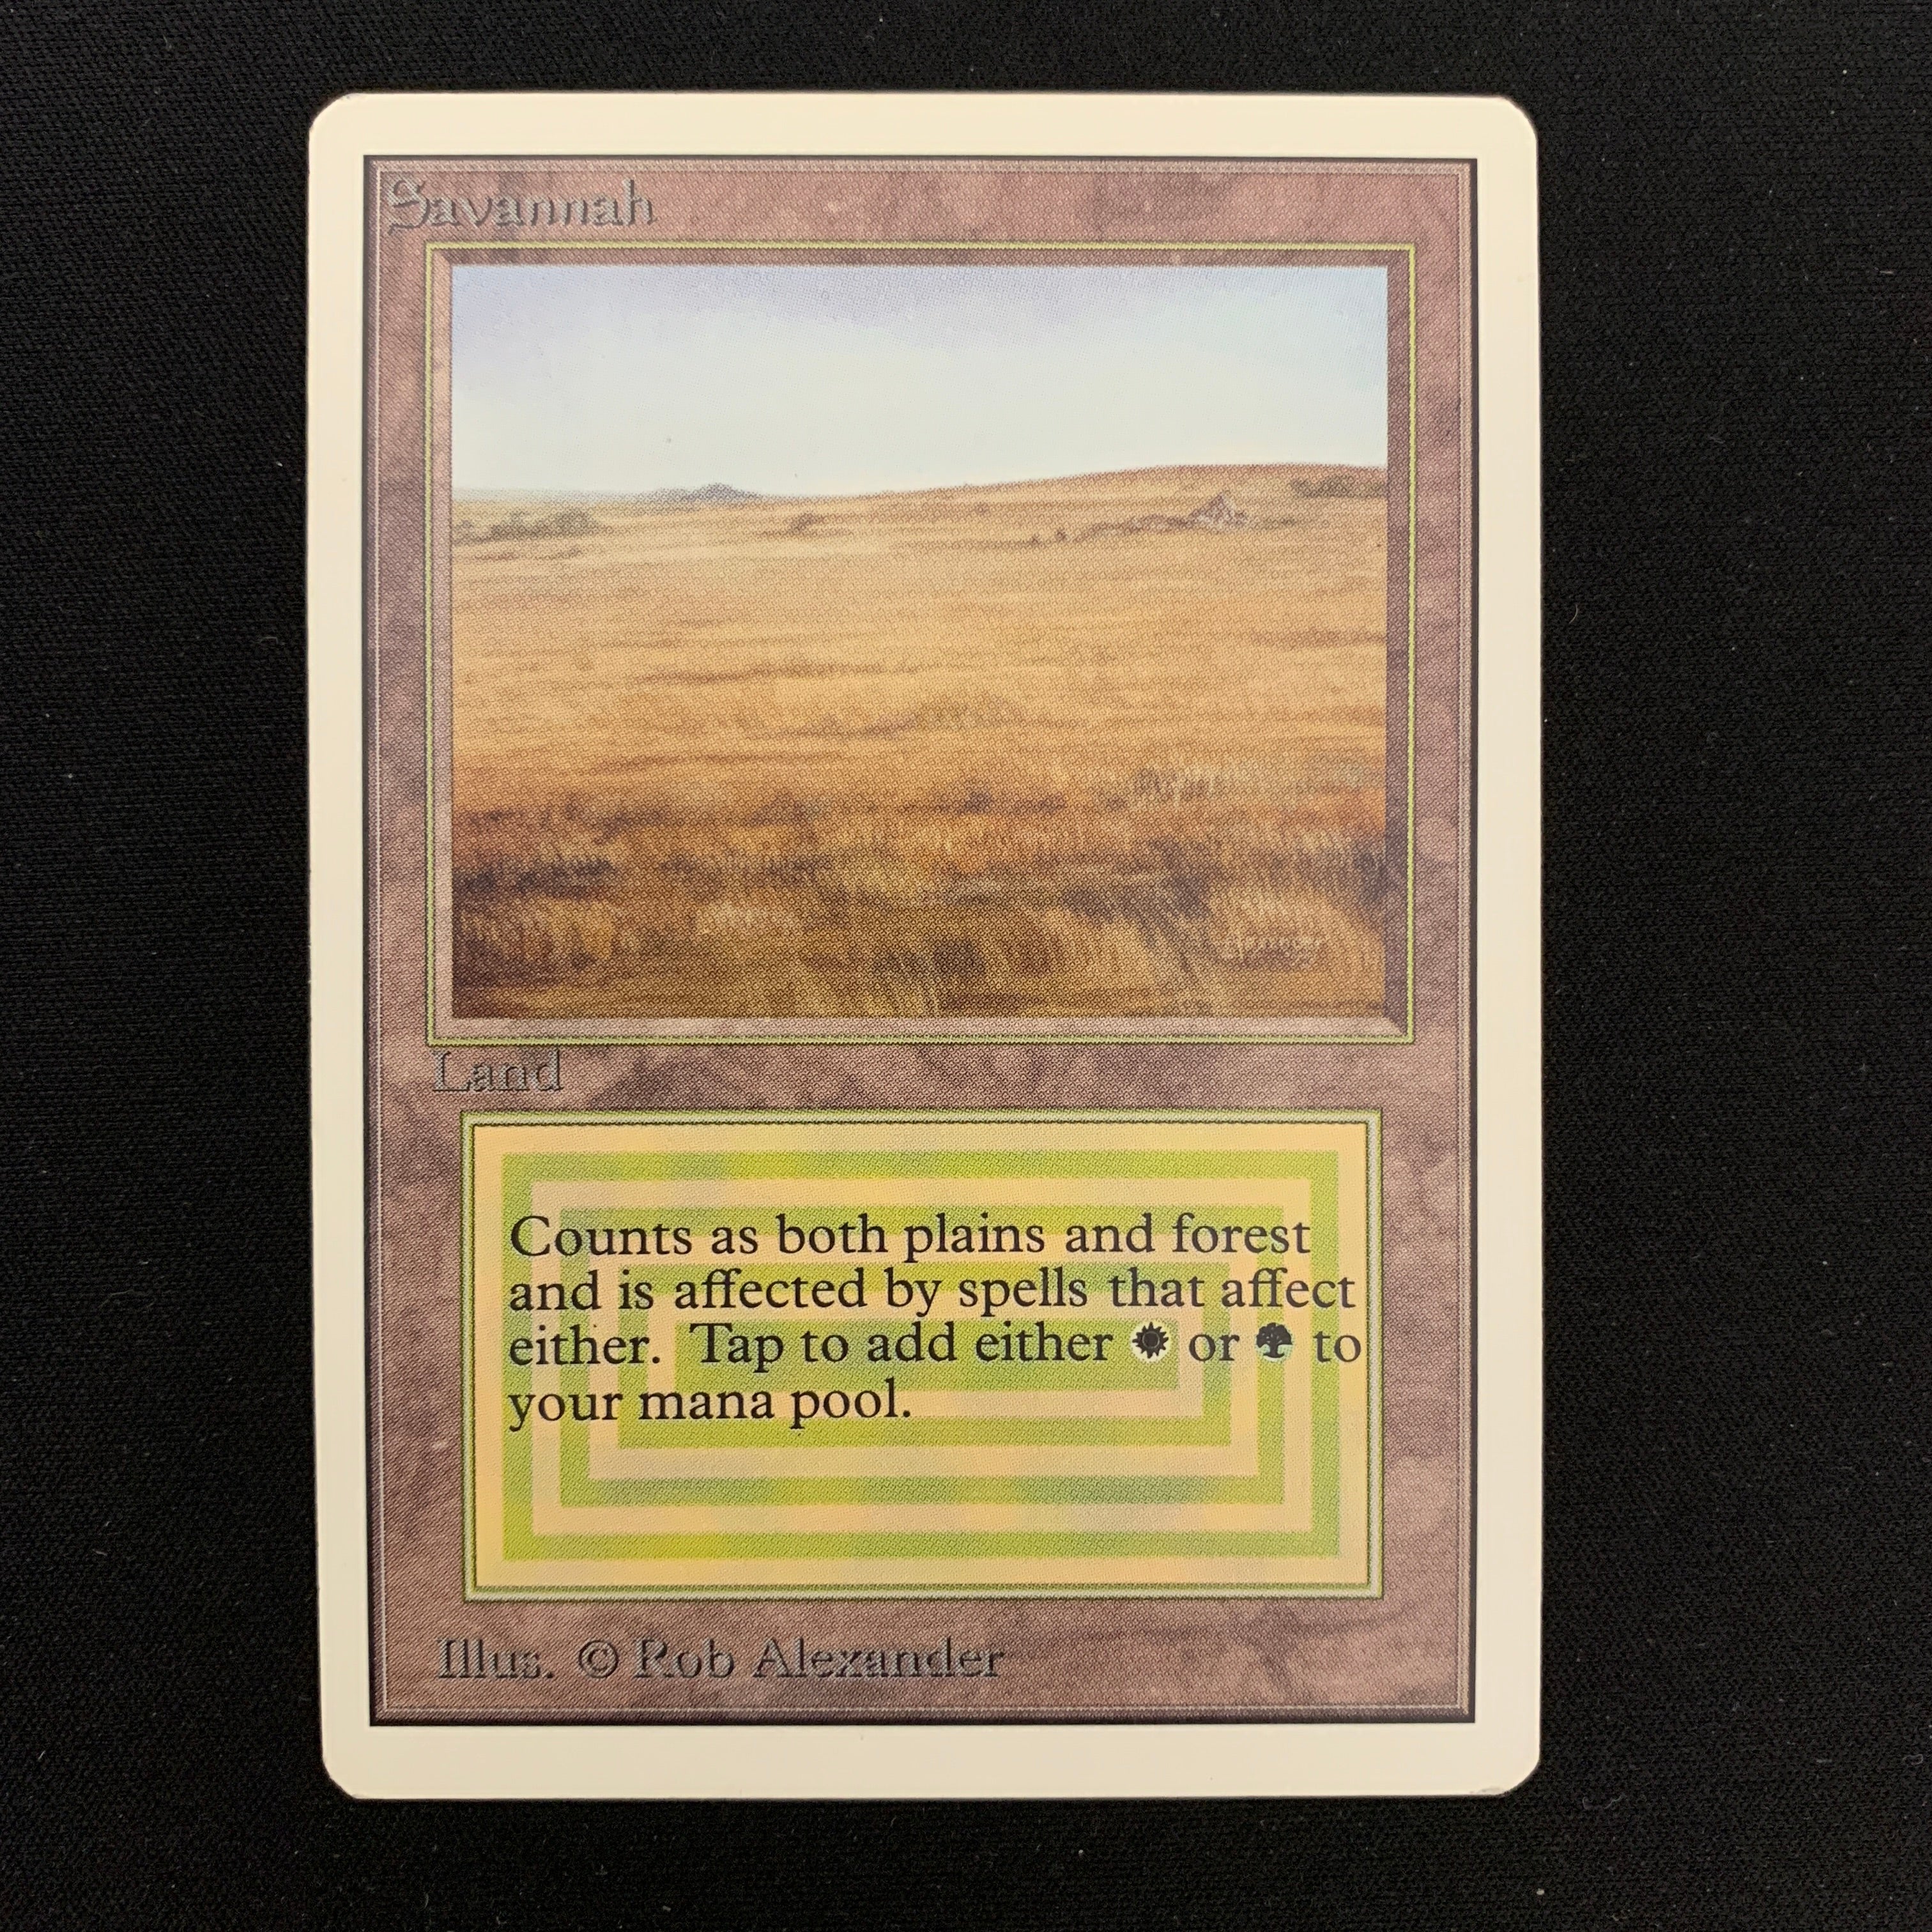 Savannah
Alexander
Land
Counts as both plains and forest
and is affected by spells that affect
either. Tap to add either or to
your mana pool.
Illus. © Rob Alexander